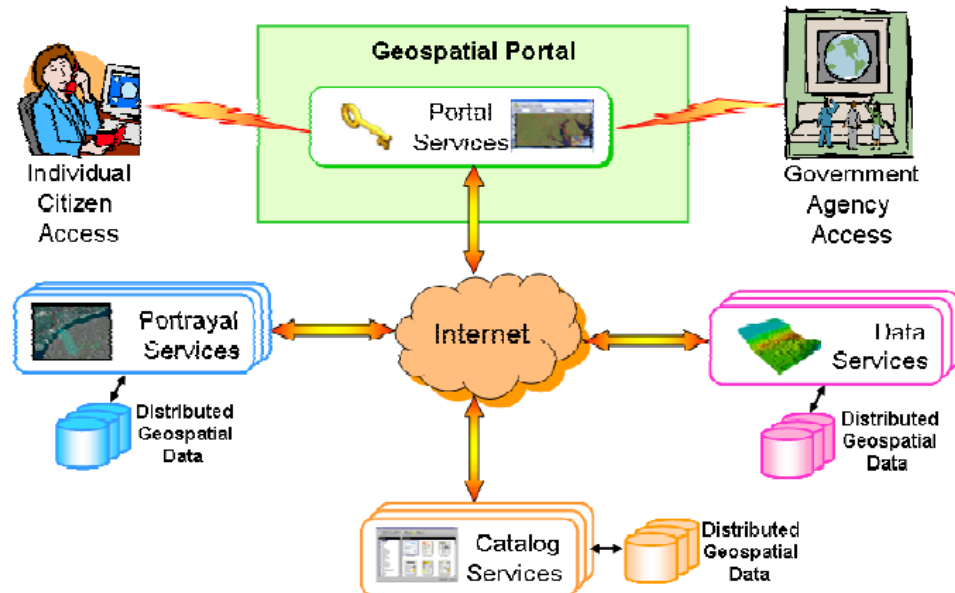 Geospatial Portal
Portal
Services
Individual
Citizen
Access
Government
Agency
Access
Portrayal
Services
Internet
Data
Services
Distributed
Geospatial
Data
Distributed
Geospatial
Data
Catalog
Services
Distributed
Geospatial
Data